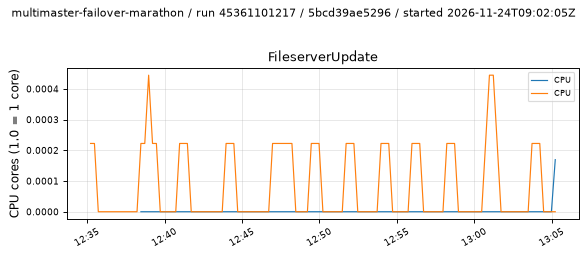 multimaster-failover-marathon / run 45361101217 / 5bcd39ae5296 / started 2026-11-24T09:02:05Z
FileserverUpdate
CPU cores (1.0 = 1 core)
0.0004
0.0003
0.0002
0.0001
0.0000
CPU
CPU
12:35
12:40
12:45
12:50
12:55
13:00
13:05